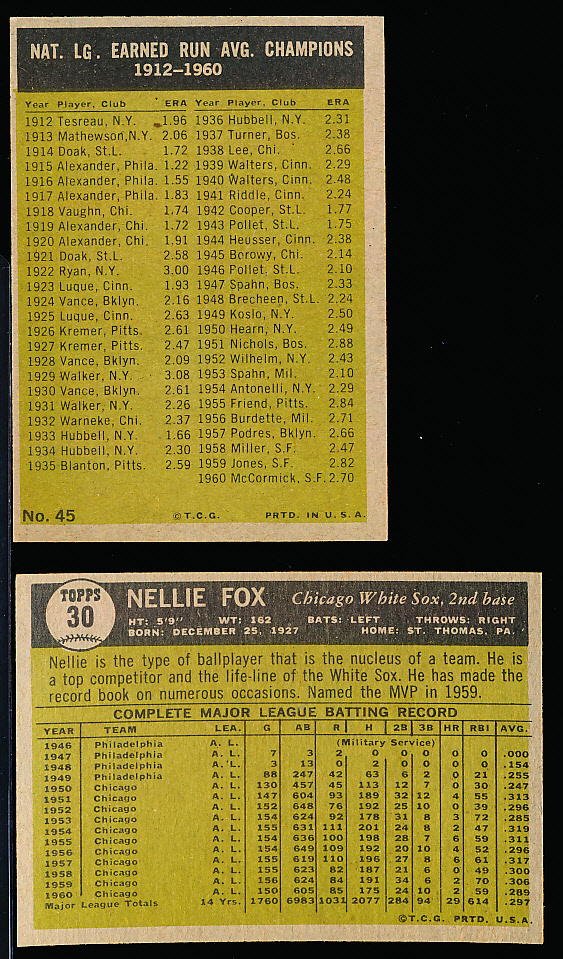 NAT. LG. EARNED RUN AVG. CHAMPIONS
1912–1960
Year Player, Club ERA Year Player, Club ERA
1912 Tesreau, N.Y. 1.96 1936 Hubbell, N.Y. 2.31
1913 Mathewson, N.Y. 2.06 1937 Turner, Bos. 2.38
1914 Doak, St.L. 1.72 1938 Lee, Chi. 2.66
1915 Alexander, Phila. 1.22 1939 Walters, Cinn. 2.29
1916 Alexander, Phila. 1.55 1940 Walters, Cinn. 2.48
1917 Alexander, Phila. 1.83 1941 Riddle, Cinn. 2.24
1918 Vaughn, Chi. 1.74 1942 Cooper, St.L. 1.77
1919 Alexander, Chi. 1.72 1943 Pollet, St.L. 1.75
1920 Alexander, Chi. 1.91 1944 Heusser, Cinn. 2.38
1921 Doak, St.L. 2.58 1945 Borowy, Chi. 2.14
1922 Ryan, N.Y. 3.00 1946 Pollet, St.L. 2.10
1923 Luque, Cinn. 1.93 1947 Spahn, Bos. 2.33
1924 Vance, Bklyn. 2.16 1948 Brecheen, St.L. 2.24
1925 Luque, Cinn. 2.63 1949 Koslo, N.Y. 2.50
1926 Kremer, Pitts. 2.61 1950 Hearn, N.Y. 2.49
1927 Kremer, Pitts. 2.47 1951 Nichols, Bos. 2.88
1928 Vance, Bklyn. 2.09 1952 Wilhelm, N.Y. 2.43
1929 Walker, N.Y. 3.08 1953 Spahn, Mil. 2.10
1930 Vance, Bklyn. 2.61 1954 Antonelli, N.Y. 2.29
1931 Walker, N.Y. 2.26 1955 Friend, Pitts. 2.84
1932 Warneke, Chi. 2.37 1956 Burdette, Mil. 2.71
1933 Hubbell, N.Y. 1.66 1957 Podres, Bklyn. 2.66
1934 Hubbell, N.Y. 2.30 1958 Miller, S.F. 2.47
1935 Blanton, Pitts. 2.59 1959 Jones, S.F. 2.82
1960 McCormick, S.F. 2.70
No. 45 ©T.C.G. PRTD. IN U.S.A.
TOPPS
30
NELLIE FOX Chicago White Sox, 2nd base
HT: 5'9" WT: 162 BATS: LEFT THROWS: RIGHT
BORN: DECEMBER 25, 1927 HOME: ST. THOMAS, PA.
Nellie is the type of ballplayer that is the nucleus of a team. He is
a top competitor and the life-line of the White Sox. He has made the
record book on numerous occasions. Named the MVP in 1959.
COMPLETE MAJOR LEAGUE BATTING RECORD
YEAR TEAM LEA. G AB R H 2B 3B HR RBI AVG.
1946 Philadelphia A. L. (Military Service)
1947 Philadelphia A. L. 7 3 2 0 0 0 0 0 .000
1948 Philadelphia A. L. 3 13 0 2 0 0 0 0 .154
1949 Philadelphia A. L. 88 247 42 63 6 2 0 21 .255
1950 Chicago A. L. 130 457 45 113 12 7 0 30 .247
1951 Chicago A. L. 147 604 93 189 32 12 4 55 .313
1952 Chicago A. L. 152 648 76 192 25 10 0 39 .296
1953 Chicago A. L. 154 624 92 178 31 8 3 72 .285
1954 Chicago A. L. 155 631 111 201 24 8 2 47 .319
1955 Chicago A. L. 154 636 100 198 28 7 6 59 .311
1956 Chicago A. L. 154 649 109 192 20 10 4 52 .296
1957 Chicago A. L. 155 619 110 196 27 8 6 61 .317
1958 Chicago A. L. 155 623 82 187 21 6 0 49 .300
1959 Chicago A. L. 156 624 84 191 34 6 2 70 .306
1960 Chicago A. L. 150 605 85 175 24 10 2 59 .289
Major League Totals 14 Yrs. 1760 6983 1031 2077 284 94 29 614 .297
©T.C.G. PRTD. U.S.A.